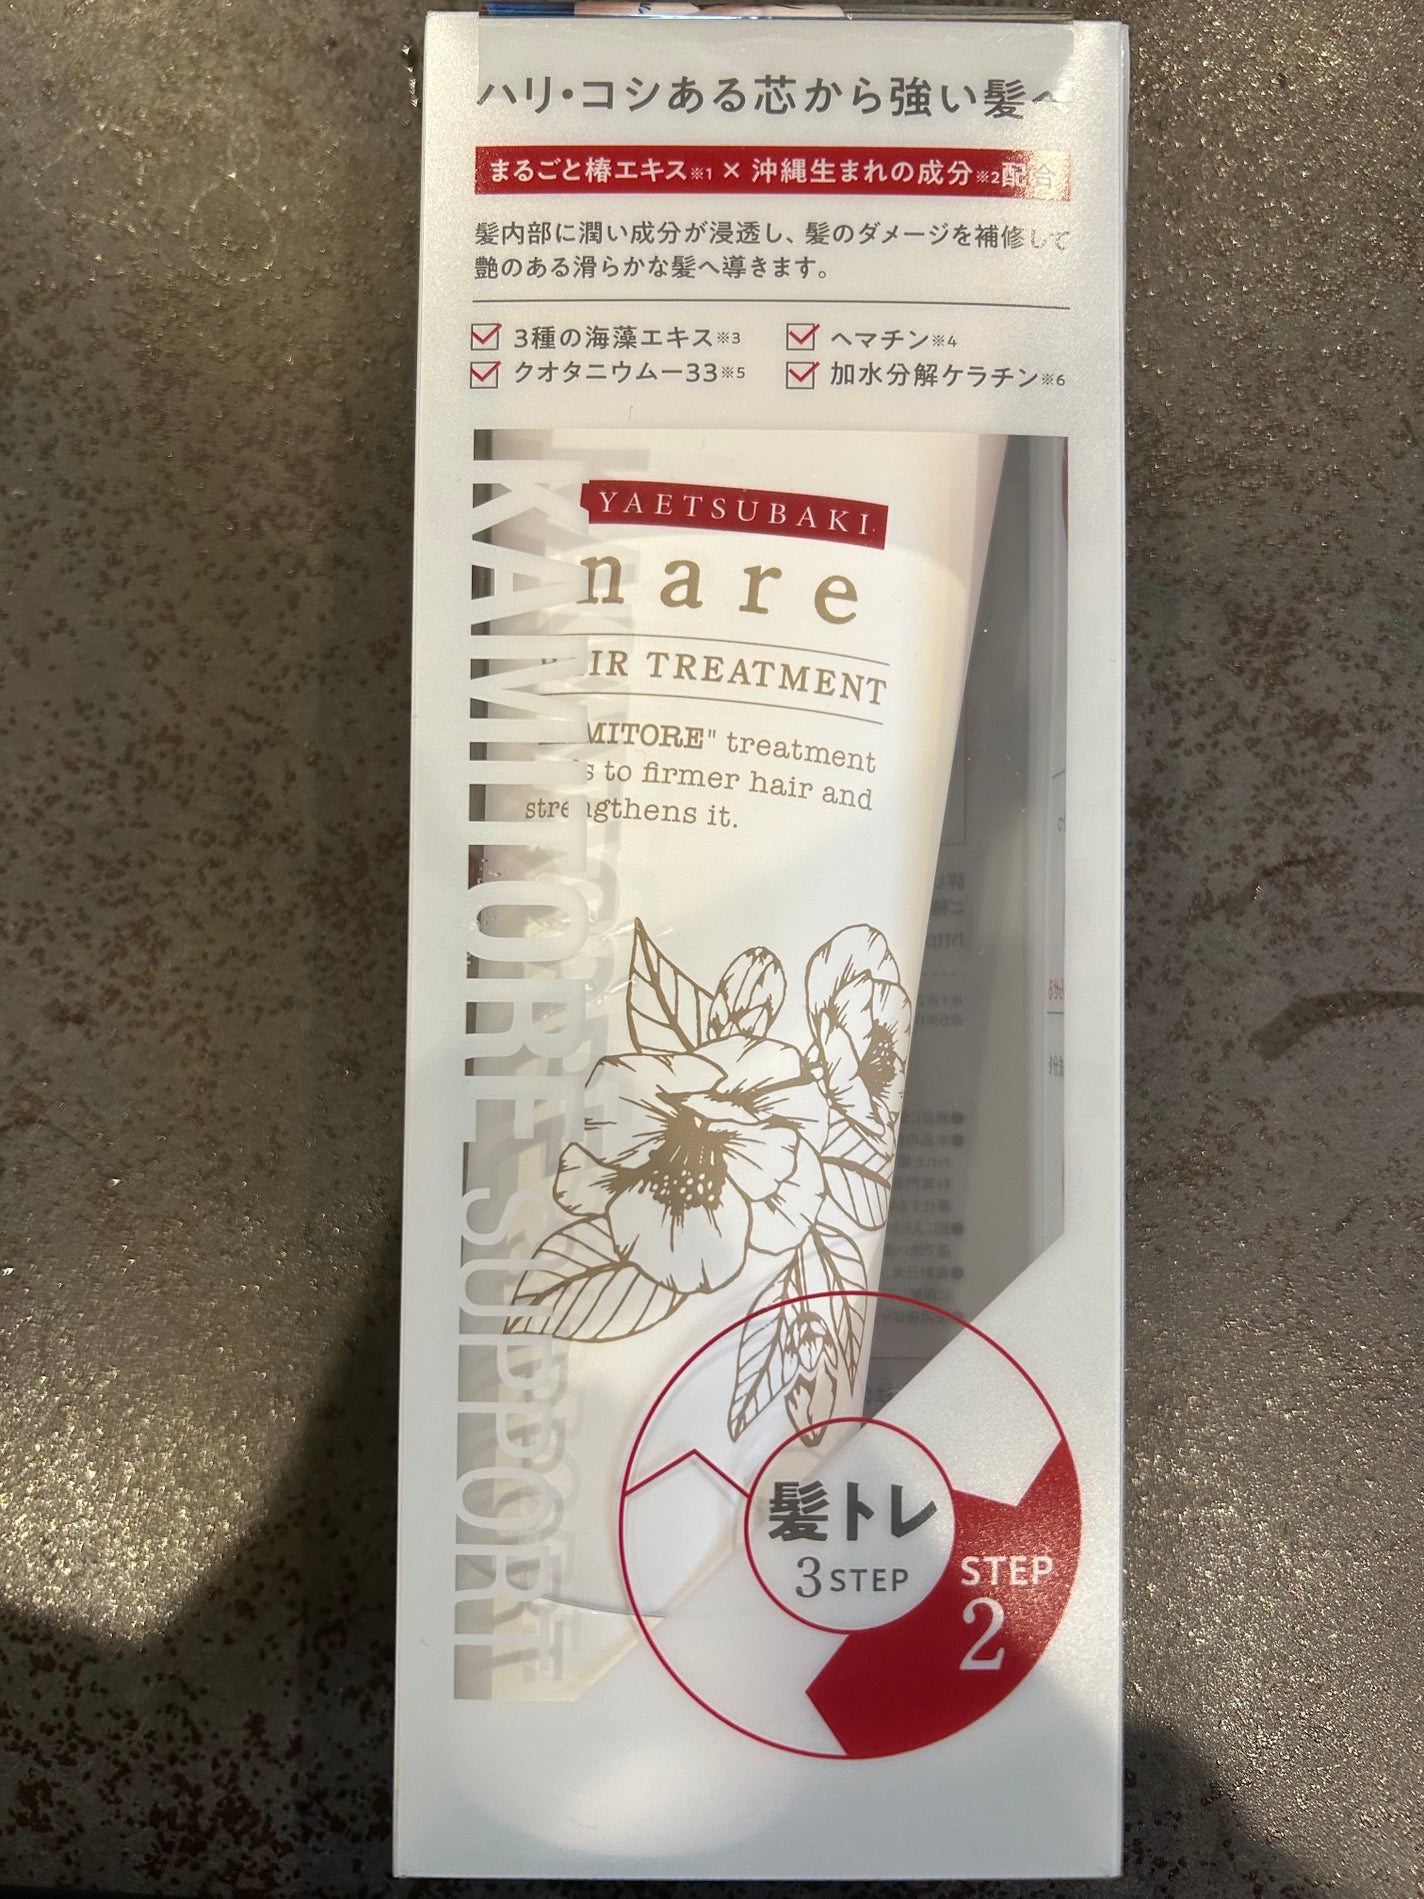 ハリ・コシある芯から強い髪へ
まるごと椿エキス※1 × 沖縄生まれの成分※2配合
髪内部に潤い成分が浸透し、髪のダメージを補修して
艶のある滑らかな髪へ導きます。
3種の海藻エキス※3
ヘマチン※4
クオタニウムー33※5
加水分解ケラチン※6
KAMITORE SUPPORT
YAETSUBAKI
nare
HAIR TREATMENT
MITORE" treatment
to firmer hair and
strengthens it.
髪トレ
3 STEP
STEP
2